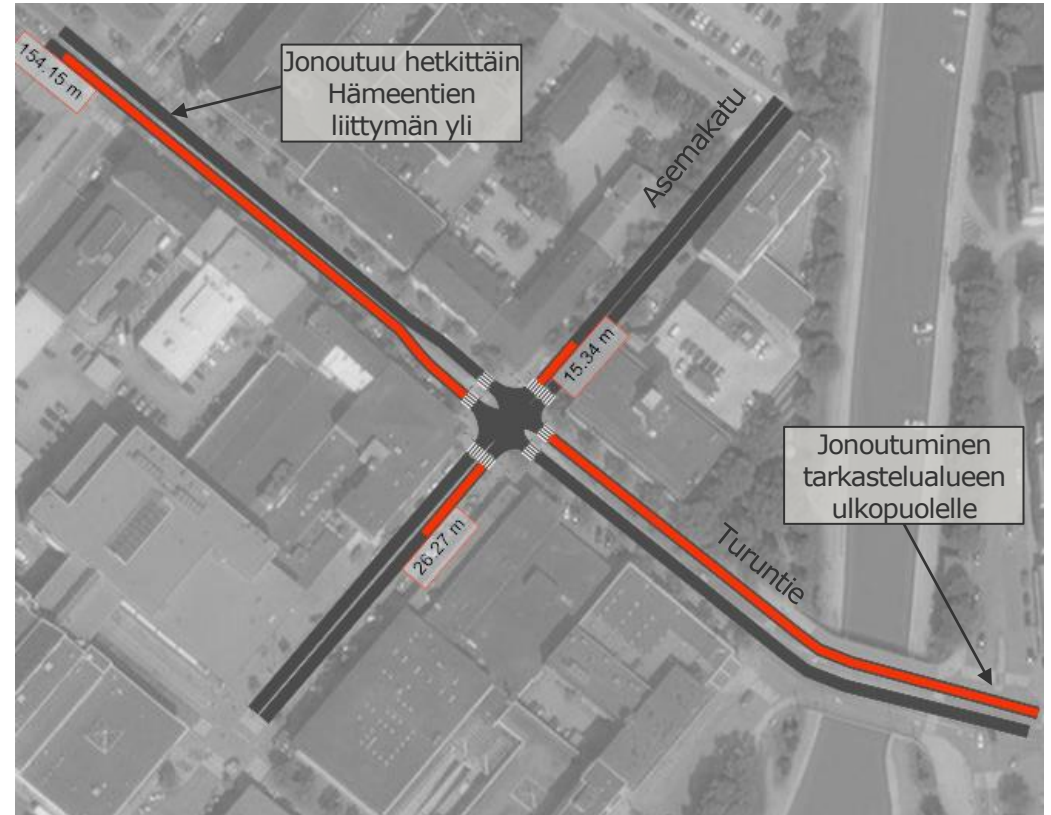 154.15 m
Jonoutuu hetkittäin
Hämeentien
liittymän yli
Asemakatu
15.34 m
26.27 m
Turuntie
Jonoutuminen
tarkastelualueen
ulkopuolelle